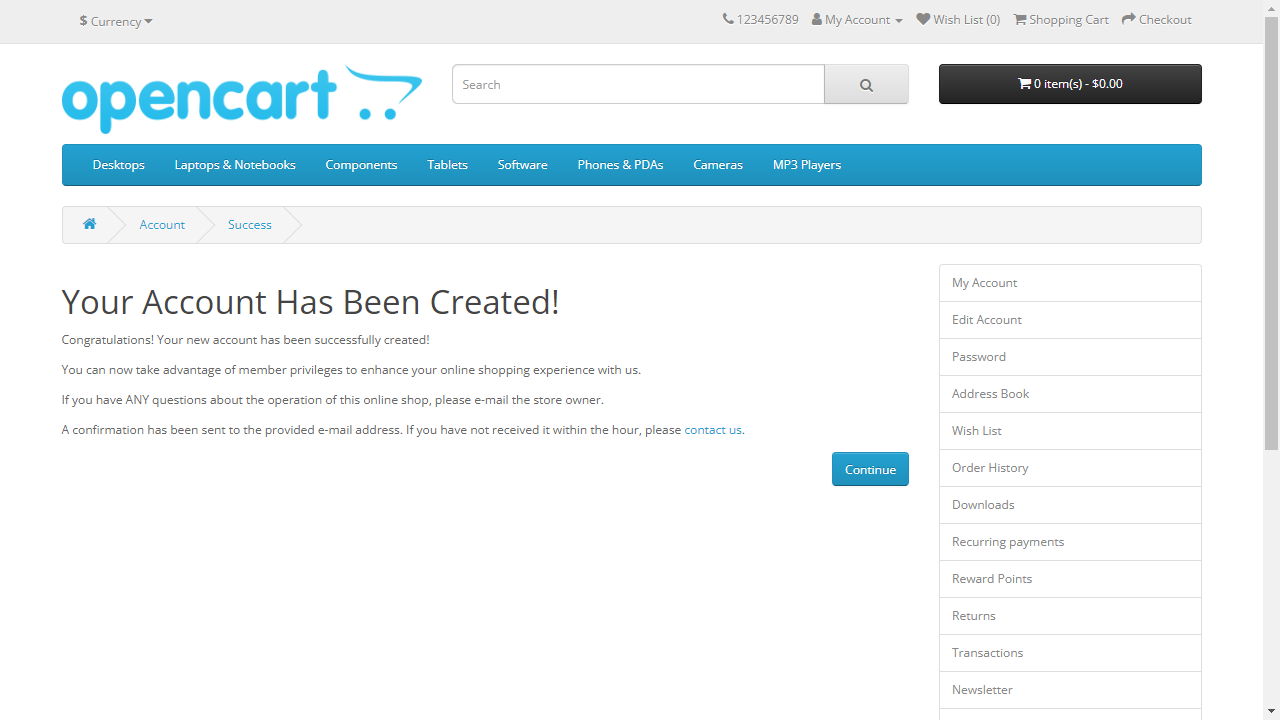 $ Currency
123456789 My Account Wish List (0) Shopping Cart Checkout
opencart
Search
0 item(s) - $0.00
Desktops Laptops & Notebooks Components Tablets Software Phones & PDAs Cameras MP3 Players
Account Success
Your Account Has Been Created!
Congratulations! Your new account has been successfully created!
You can now take advantage of member privileges to enhance your online shopping experience with us.
If you have ANY questions about the operation of this online shop, please e-mail the store owner.
A confirmation has been sent to the provided e-mail address. If you have not received it within the hour, please contact us.
Continue
My Account
Edit Account
Password
Address Book
Wish List
Order History
Downloads
Recurring payments
Reward Points
Returns
Transactions
Newsletter